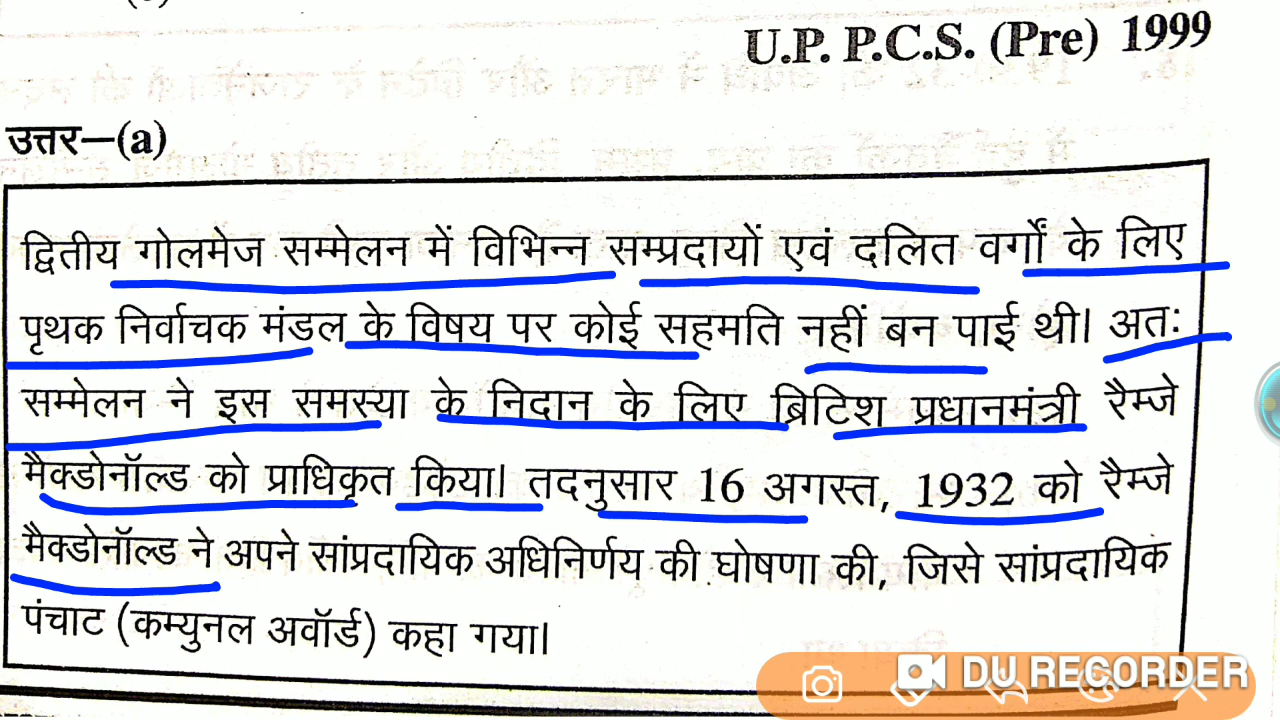 U.P. P.C.S. (Pre) 1999
उत्तर—(a)
द्वितीय गोलमेज सम्मेलन में विभिन्न सम्प्रदायों एवं दलित वर्गों के लिए
पृथक निर्वाचक मंडल के विषय पर कोई सहमति नहीं बन पाई थी। अतः
सम्मेलन ने इस समस्या के निदान के लिए ब्रिटिश प्रधानमंत्री रैम्जे
मैक्डोनॉल्ड को प्राधिकृत किया। तदनुसार 16 अगस्त, 1932 को रैम्जे
मैक्डोनॉल्ड ने अपने सांप्रदायिक अधिनिर्णय की घोषणा की, जिसे सांप्रदायिक
पंचाट (कम्युनल अवॉर्ड) कहा गया।
DU RECORDER